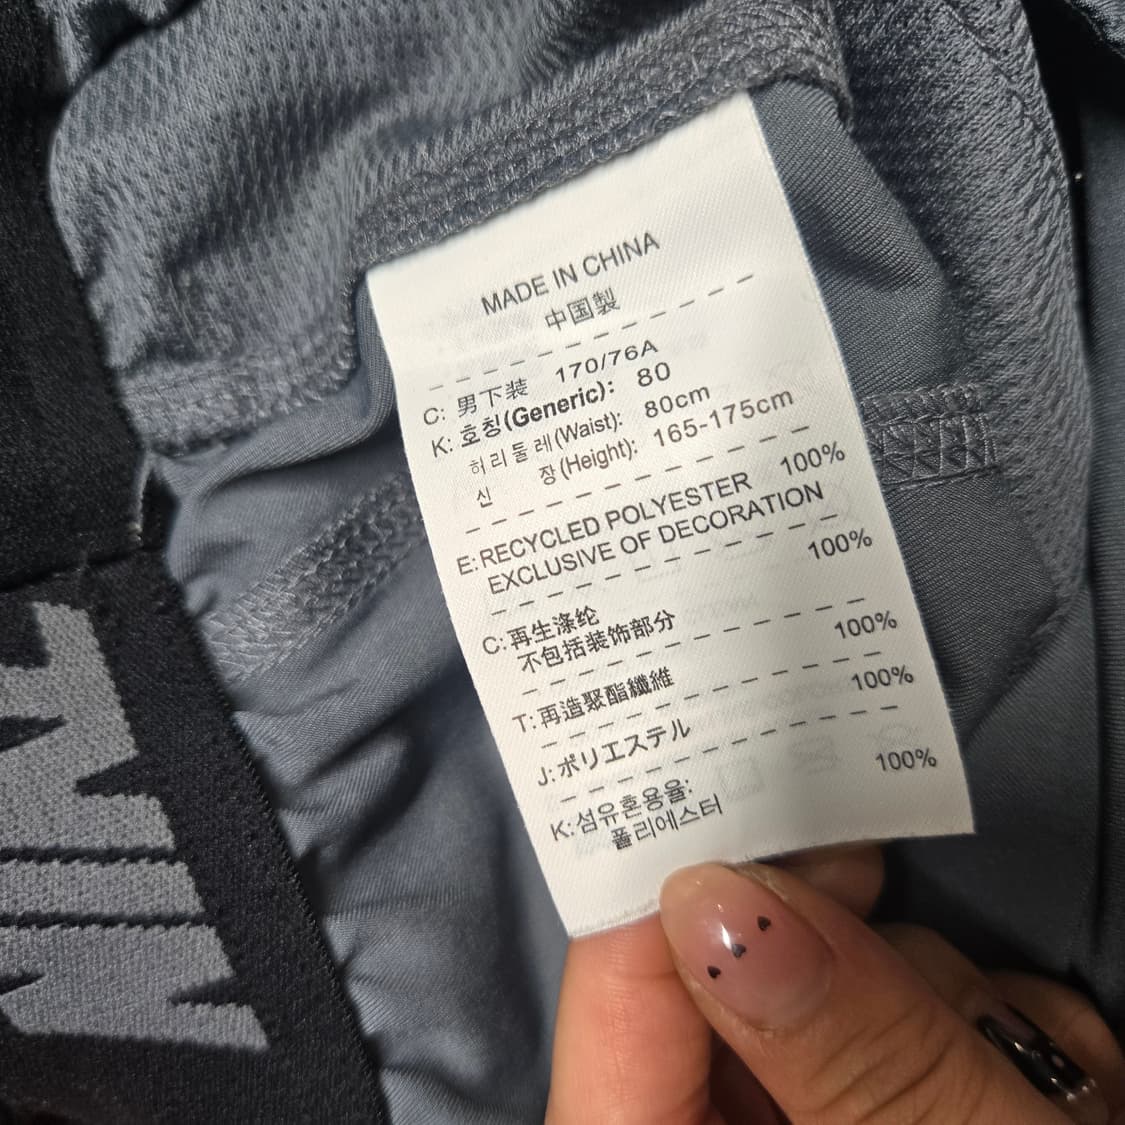 MADE IN CHINA
中国製
C: 男下装 170/76A
K: 호칭(Generic): 80
허리둘레(Waist): 80cm
신 장(Height): 165-175cm
E: RECYCLED POLYESTER 100%
EXCLUSIVE OF DECORATION
C: 再生涤纶 100%
不包括装饰部分
T: 再造聚酯纖維 100%
J: ポリエステル 100%
K: 섬유혼용율:
폴리에스터 100%